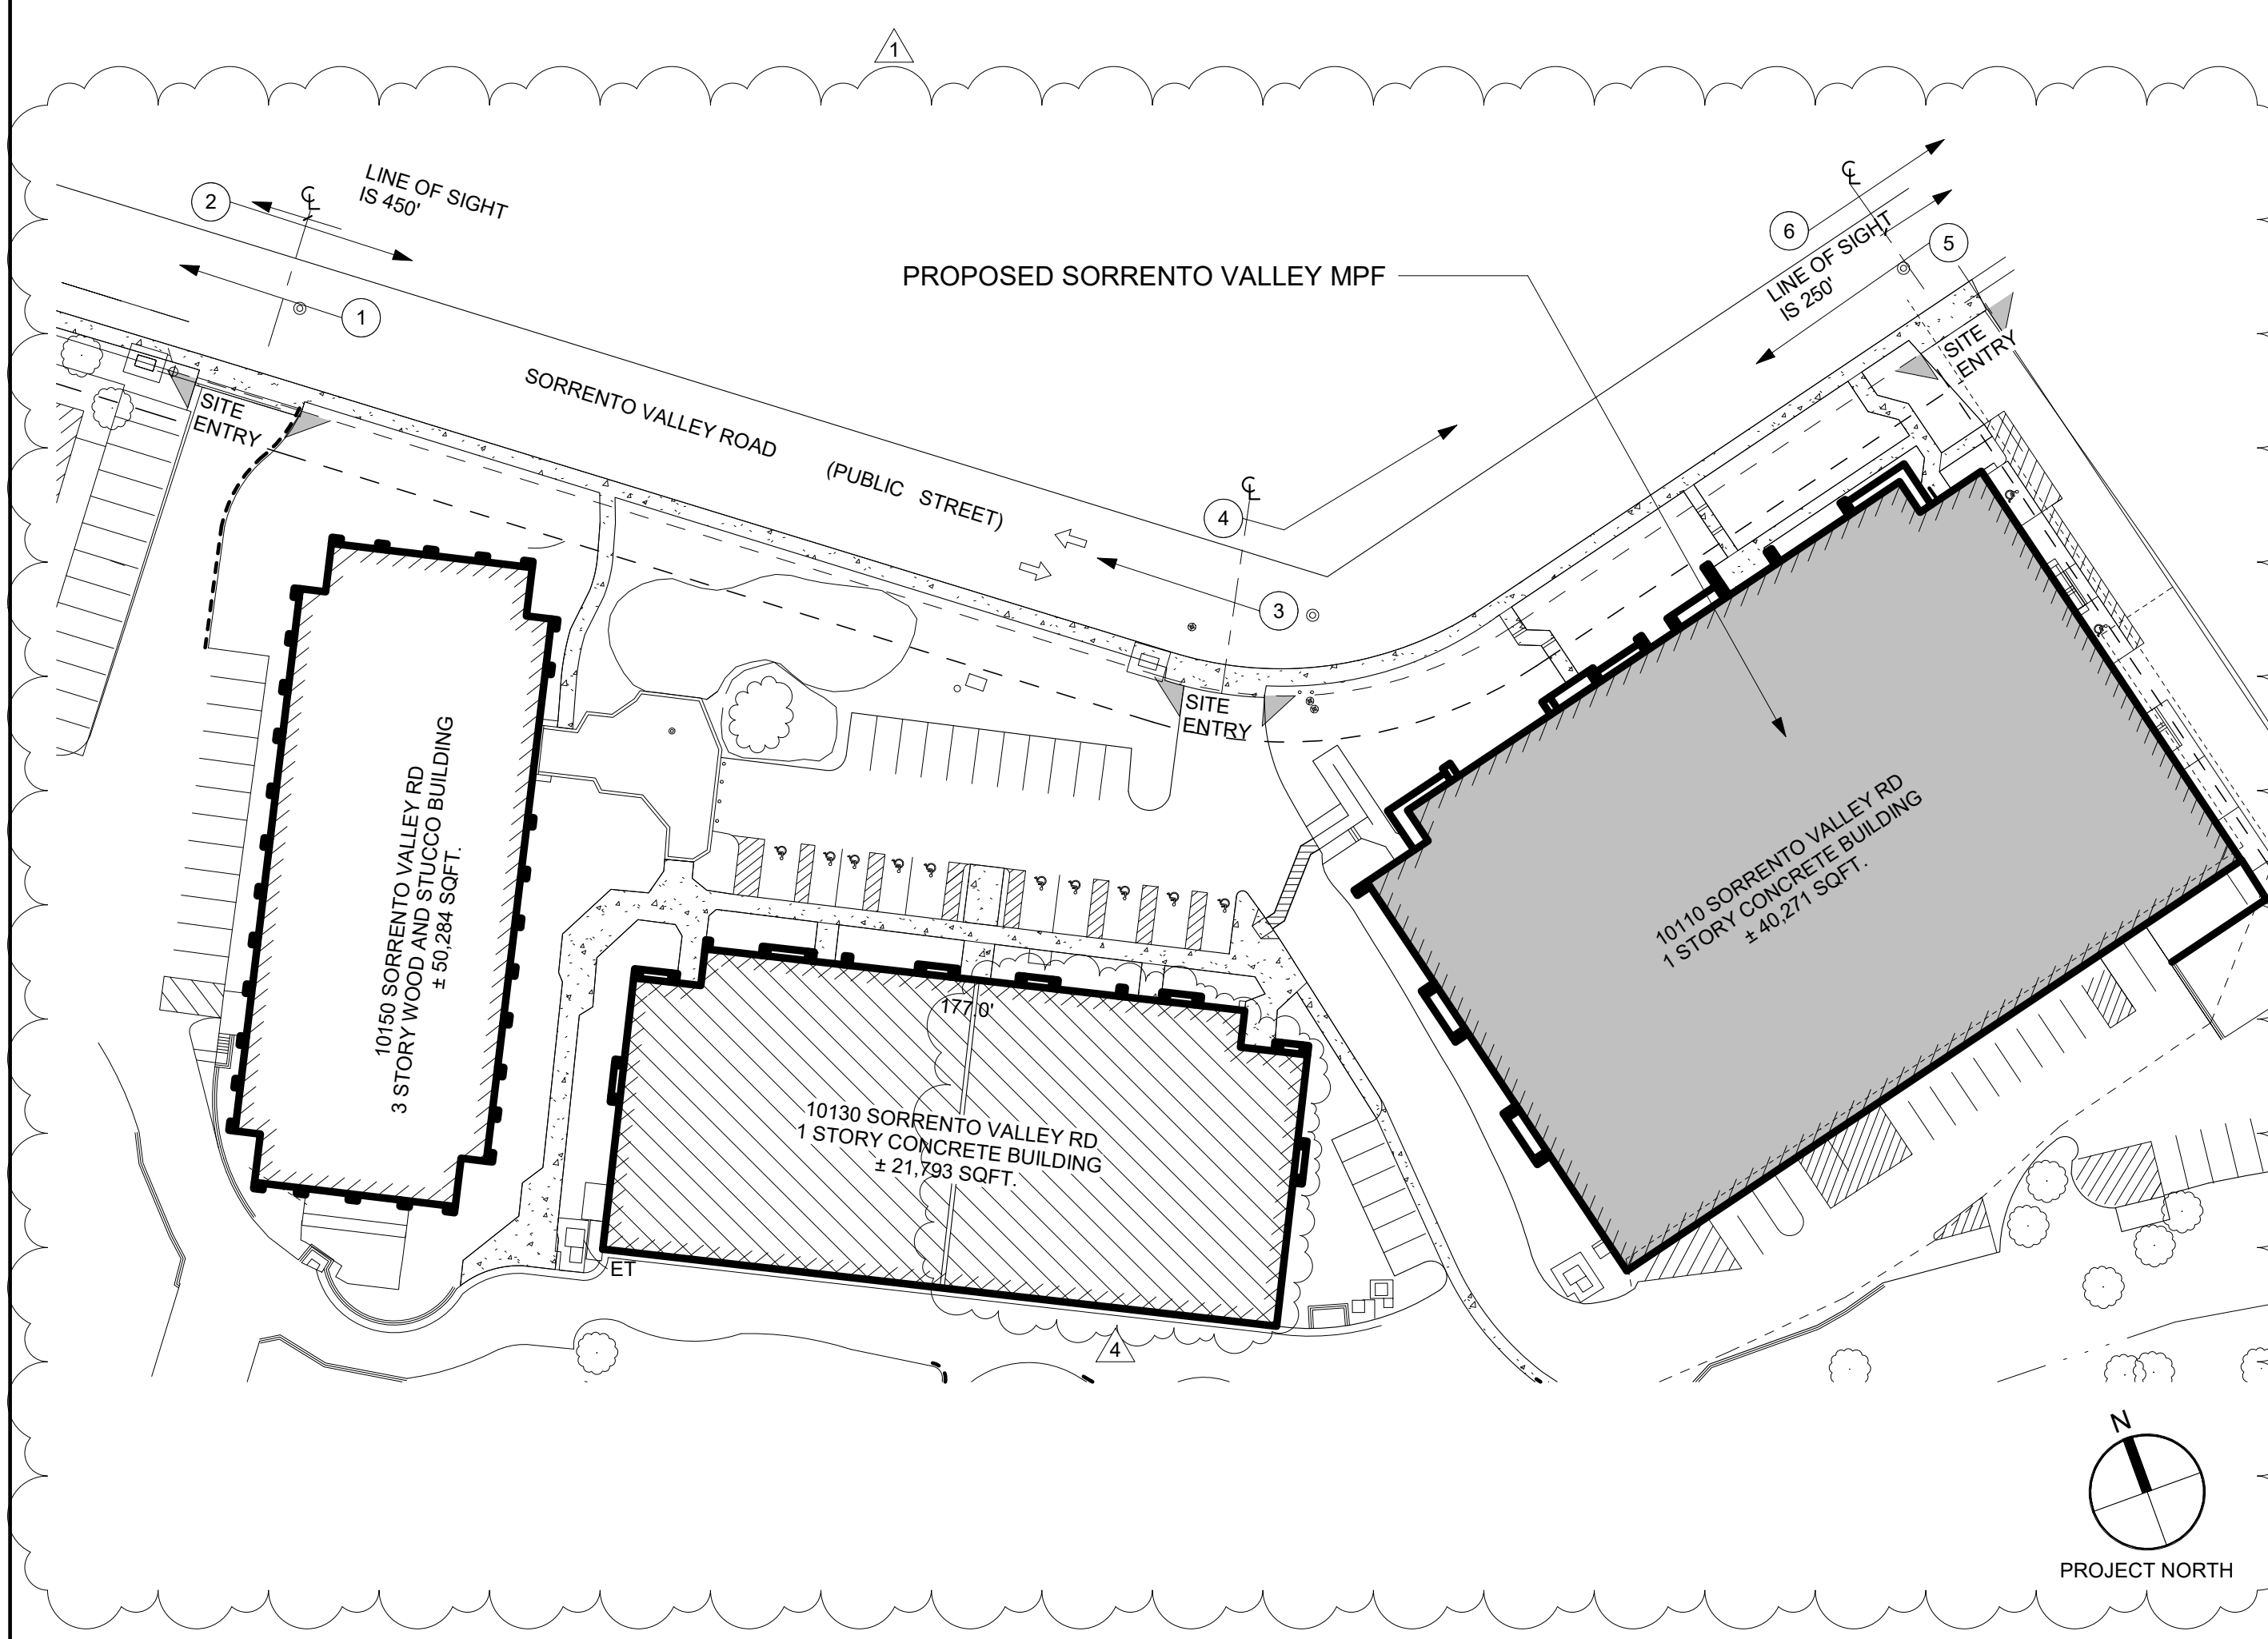 1
2
℄
LINE OF SIGHT
IS 450'
1
SITE
ENTRY
SORRENTO VALLEY ROAD
(PUBLIC STREET)
PROPOSED SORRENTO VALLEY MPF
℄
4
3
SITE
ENTRY
℄
6
5
LINE OF SIGHT
IS 250'
SITE
ENTRY
10150 SORRENTO VALLEY RD
3 STORY WOOD AND STUCCO BUILDING
± 50,284 SQFT.
177.0'
10130 SORRENTO VALLEY RD
1 STORY CONCRETE BUILDING
± 21,793 SQFT.
ET
4
10110 SORRENTO VALLEY RD
1 STORY CONCRETE BUILDING
± 40,271 SQFT.
N
PROJECT NORTH